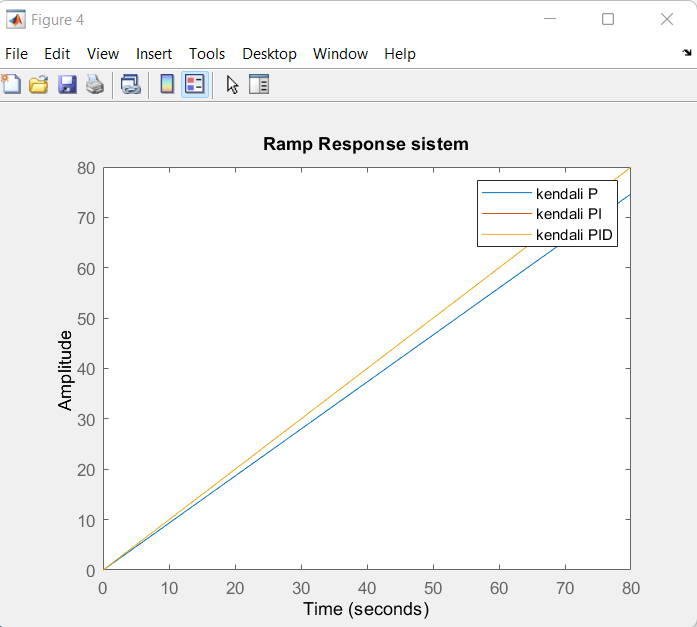 Figure 4
File Edit View Insert Tools Desktop Window Help
Ramp Response sistem
80
70
60
50
40
30
20
10
0
Amplitude
kendali P
kendali PI
kendali PID
0 10 20 30 40 50 60 70 80
Time (seconds)